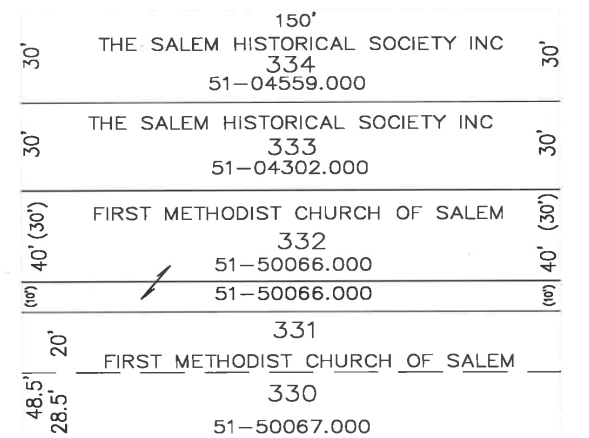 150'
30' THE SALEM HISTORICAL SOCIETY INC 30'
334
51-04559.000
THE SALEM HISTORICAL SOCIETY INC
30' 333 30'
51-04302.000
40' (30') FIRST METHODIST CHURCH OF SALEM 40' (30')
332
51-50066.000
(10') 51-50066.000 (10')
331
20'
FIRST METHODIST CHURCH OF SALEM
48.5' 330
28.5' 51-50067.000